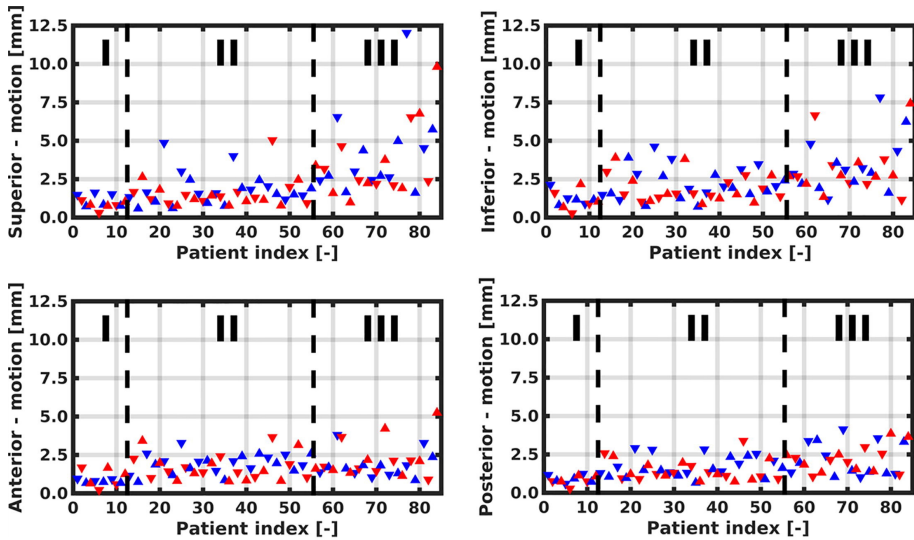 Superior - motion [mm]
12.5
10.0
7.5
5.0
2.5
0.0
I II III
0 10 20 30 40 50 60 70 80
Patient index [-]
Inferior - motion [mm]
12.5
10.0
7.5
5.0
2.5
0.0
I II III
0 10 20 30 40 50 60 70 80
Patient index [-]
Anterior - motion [mm]
12.5
10.0
7.5
5.0
2.5
0.0
I II III
0 10 20 30 40 50 60 70 80
Patient index [-]
Posterior - motion [mm]
12.5
10.0
7.5
5.0
2.5
0.0
I II III
0 10 20 30 40 50 60 70 80
Patient index [-]